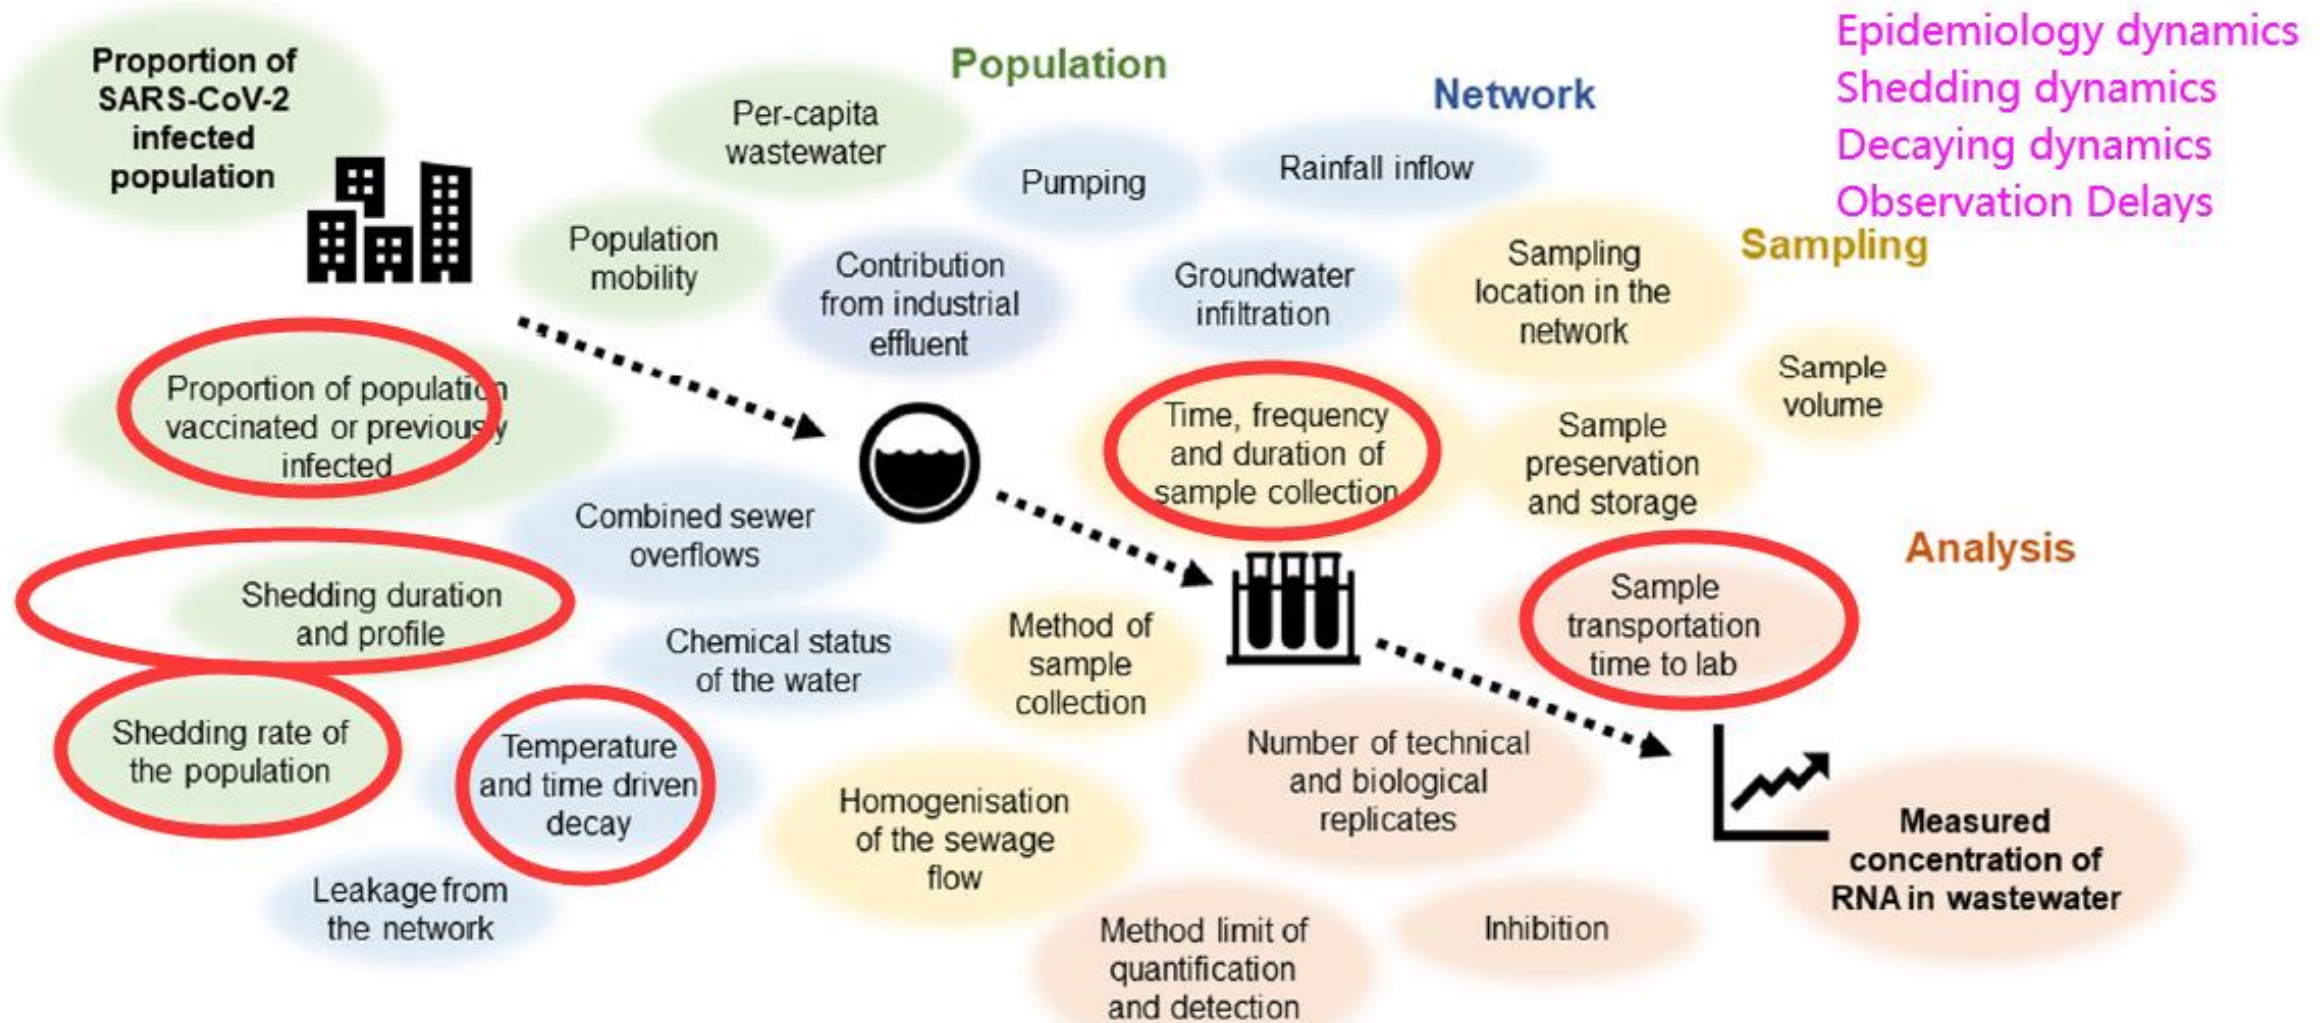 Proportion of
SARS-CoV-2
infected
population
Population
Per-capita
wastewater
Network
Epidemiology dynamics
Shedding dynamics
Decaying dynamics
Observation Delays
Pumping
Rainfall inflow
Population
mobility
Contribution
from industrial
effluent
Groundwater
infiltration
Sampling
location in the
network
Sampling
Sample
volume
Proportion of population
vaccinated or previously
infected
Time, frequency
and duration of
sample collection
Sample
preservation
and storage
Combined sewer
overflows
Analysis
Shedding duration
and profile
Chemical status
of the water
Method of
sample
collection
Sample
transportation
time to lab
Shedding rate of
the population
Temperature
and time driven
decay
Homogenisation
of the sewage
flow
Number of technical
and biological
replicates
Measured
concentration of
RNA in wastewater
Leakage from
the network
Method limit of
quantification
and detection
Inhibition